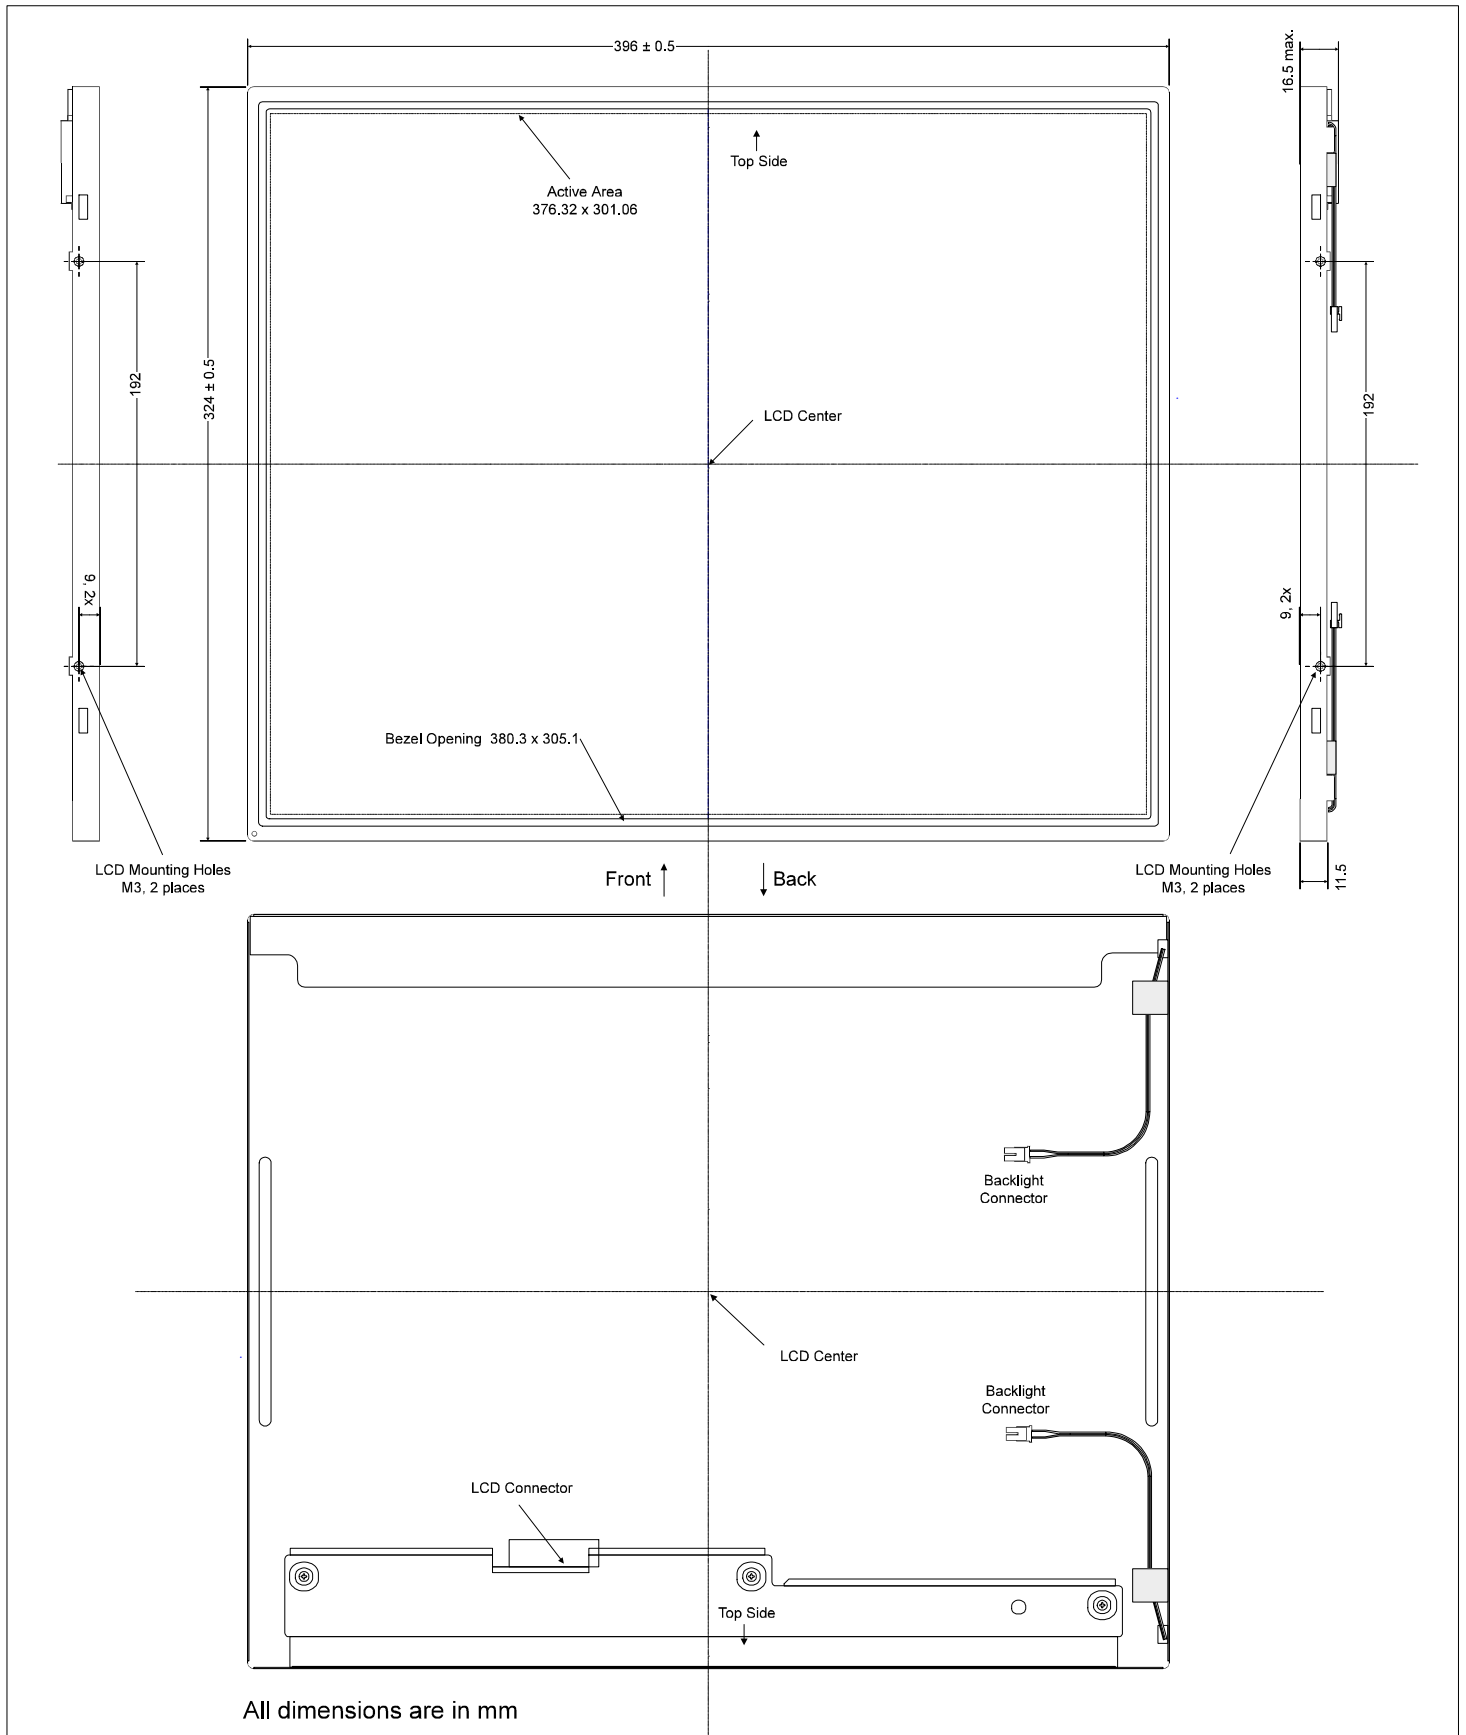 396 ± 0.5
16.5 max.
Top Side
Active Area
376.32 x 301.06
192
324 ± 0.5
LCD Center
192
9, 2x
9, 2x
Bezel Opening 380.3 x 305.1
LCD Mounting Holes
M3, 2 places
Front
Back
LCD Mounting Holes
M3, 2 places
11.5
Backlight
Connector
LCD Center
Backlight
Connector
LCD Connector
Top Side
All dimensions are in mm